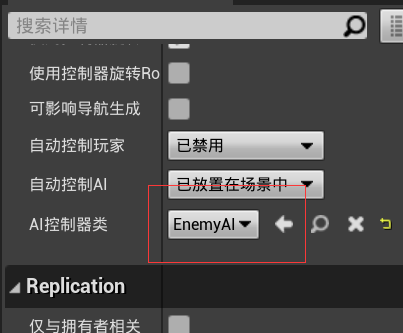 搜索详情
使用控制器旋转Ro
可影响导航生成
自动控制玩家 已禁用
自动控制AI 已放置在场景中
AI控制器类 EnemyAI
Replication
仅与拥有者相关